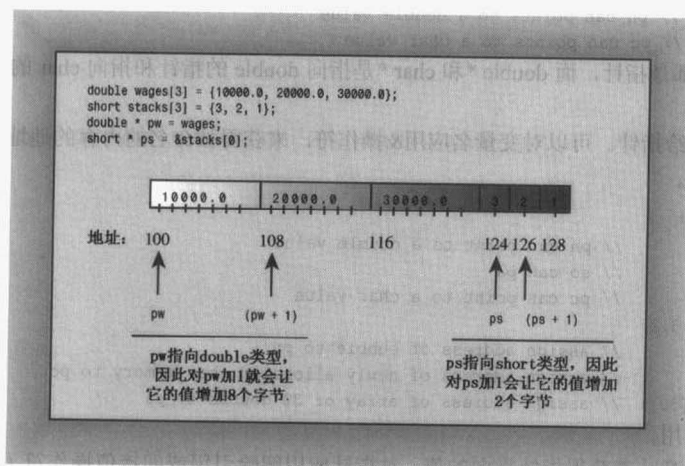 double wages[3] = {10000.0, 20000.0, 30000.0};
short stacks[3] = {3, 2, 1};
double * pw = wages;
short * ps = &stacks[0];
10000.0 20000.0 30000.0 3 2 1
地址: 100 108 116 124 126 128
pw (pw + 1) ps (ps + 1)
pw指向double类型,
因此对pw加1就会让
它的值增加8个字节
ps指向short类型, 因此
对ps加1会让它的值增加
2个字节